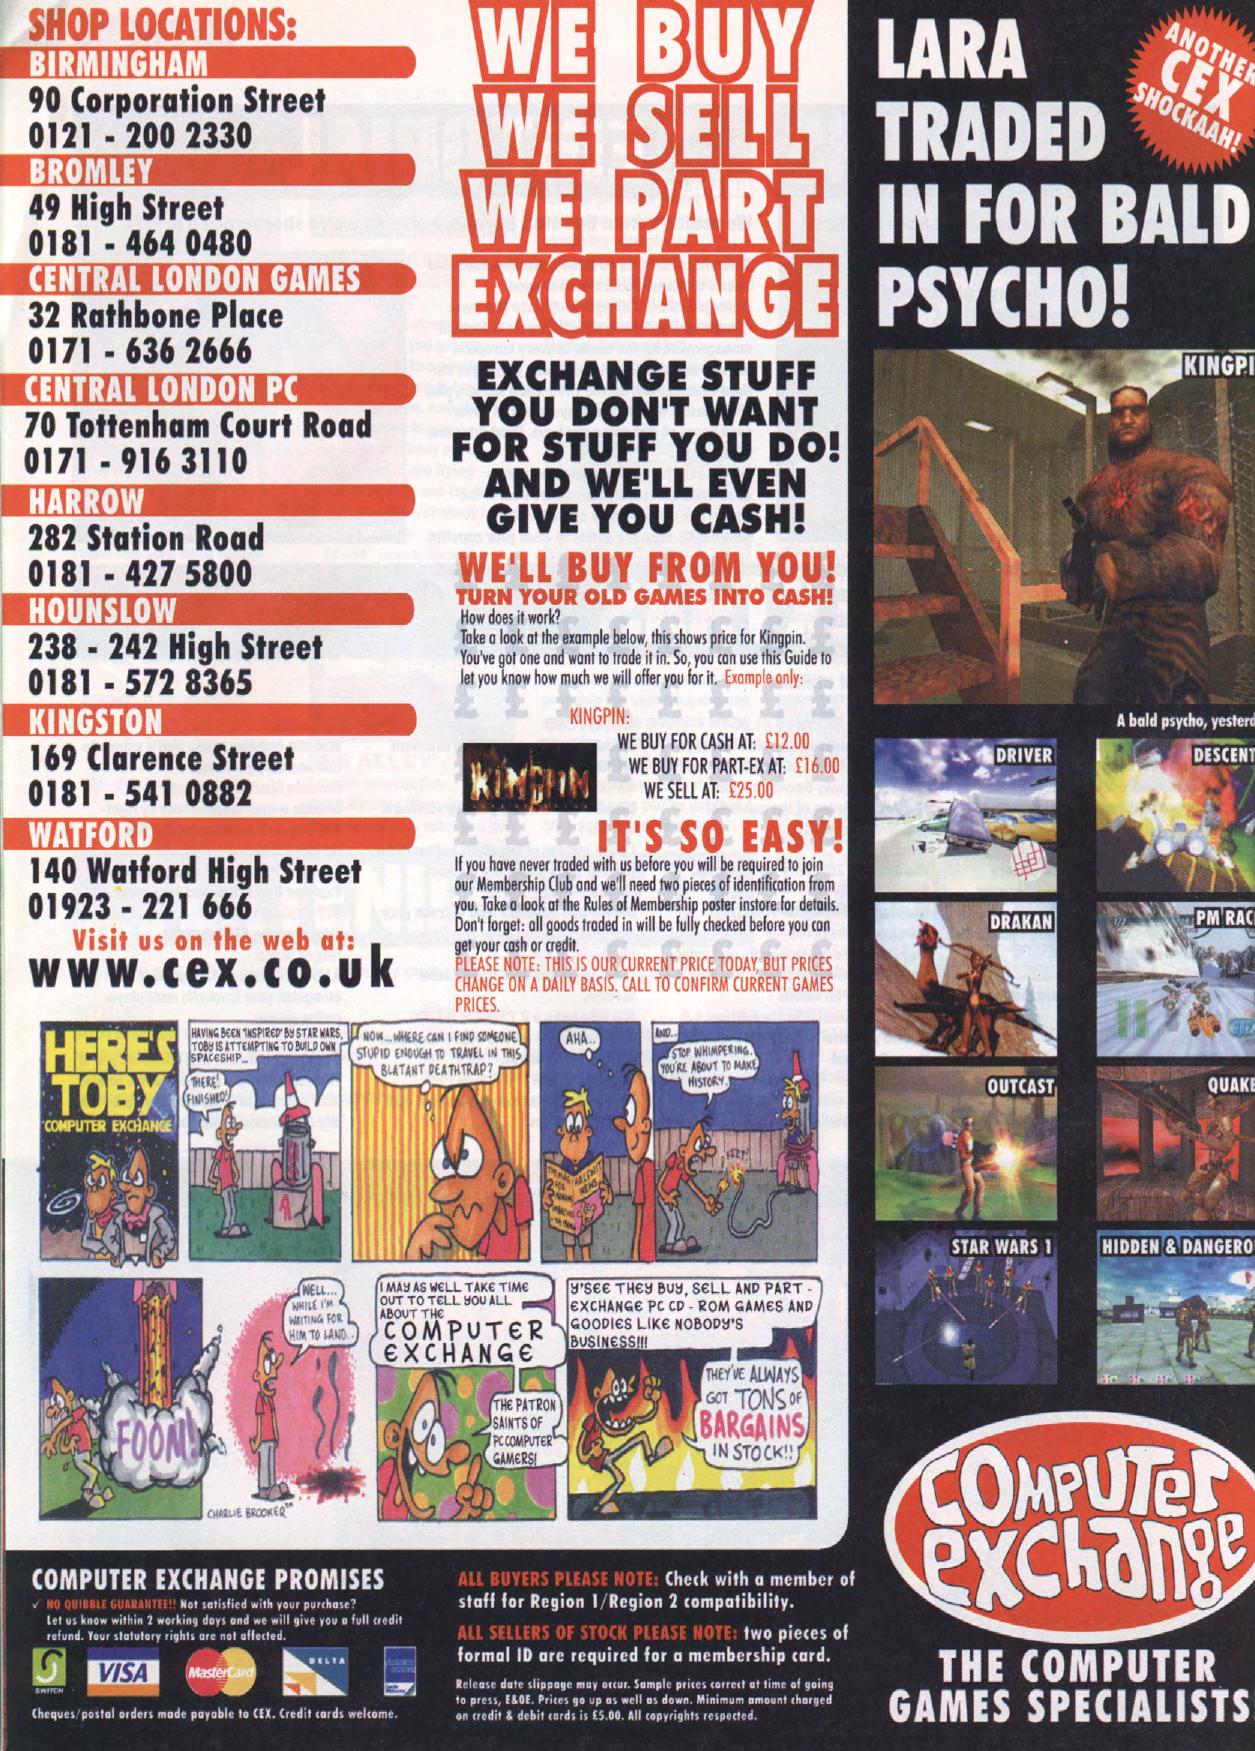 SHOP LOCATIONS:
BIRMINGHAM
90 Corporation Street
0121 - 200 2330
BROMLEY
49 High Street
0181 - 464 0480
CENTRAL LONDON GAMES
32 Rathbone Place
0171 - 636 2666
CENTRAL LONDON PC
70 Tottenham Court Road
0171 - 916 3110
HARROW
282 Station Road
0181 - 427 5800
HOUNSLOW
238 - 242 High Street
0181 - 572 8365
KINGSTON
169 Clarence Street
0181 - 541 0882
WATFORD
140 Watford High Street
01923 - 221 666
Visit us on the web at:
www.cex.co.uk
WE BUY
WE SELL
WE PART
EXCHANGE
EXCHANGE STUFF
YOU DON'T WANT
FOR STUFF YOU DO!
AND WE'LL EVEN
GIVE YOU CASH!
WE'LL BUY FROM YOU!
TURN YOUR OLD GAMES INTO CASH!
How does it work?
Take a look at the example below, this shows price for Kingpin.
You've got one and want to trade it in. So, you can use this Guide to
let you know how much we will offer you for it. Example only:
KINGPIN:
KINGPIN
WE BUY FOR CASH AT: £12.00
WE BUY FOR PART-EX AT: £16.00
WE SELL AT: £25.00
IT'S SO EASY!
If you have never traded with us before you will be required to join
our Membership Club and we'll need two pieces of identification from
you. Take a look at the Rules of Membership poster instore for details.
Don't forget: all goods traded in will be fully checked before you can
get your cash or credit.
PLEASE NOTE: THIS IS OUR CURRENT PRICE TODAY, BUT PRICES
CHANGE ON A DAILY BASIS. CALL TO CONFIRM CURRENT GAMES
PRICES.
LARA
TRADED
IN FOR BALD
PSYCHO!
ANOTHER
CEX
SHOCKAAH!
KINGPI
A bald psycho, yesterd
DRIVER
DESCENT
DRAKAN
PM RAC
OUTCAST
QUAKE
STAR WARS 1
HIDDEN & DANGERO
HERE'S
TOBY
COMPUTER EXCHANGE
HAVING BEEN 'INSPIRED' BY STAR WARS,
TOBY IS ATTEMPTING TO BUILD OWN
SPACESHIP...
THERE!
FINISHED!
NOW...WHERE CAN I FIND SOMEONE
STUPID ENOUGH TO TRAVEL IN THIS
BLATANT DEATHTRAP?
AHA..
AND..
STOP WHIMPERING.
YOU'RE ABOUT TO MAKE
HISTORY.
FZZT!
FOOM!
WELL...
WHILE I'M
WAITING FOR
HIM TO LAND..
CHARLIE BROOKER™
I MAY AS WELL TAKE TIME
OUT TO TELL YOU ALL
ABOUT THE
COMPUTER
EXCHANGE
THE PATRON
SAINTS OF
PC COMPUTER
GAMERS!
Y'SEE THEY BUY, SELL AND PART -
EXCHANGE PC CD - ROM GAMES AND
GOODIES LIKE NOBODY'S
BUSINESS!!!
THEY'VE ALWAYS
GOT TONS OF
BARGAINS
IN STOCK!!
COMPUTER EXCHANGE PROMISES
✓ NO QUIBBLE GUARANTEE!! Not satisfied with your purchase?
Let us know within 2 working days and we will give you a full credit
refund. Your statutory rights are not affected.
SWITCH
VISA
MasterCard
DELTA
Cheques/postal orders made payable to CEX. Credit cards welcome.
ALL BUYERS PLEASE NOTE: Check with a member of
staff for Region 1/Region 2 compatibility.
ALL SELLERS OF STOCK PLEASE NOTE: two pieces of
formal ID are required for a membership card.
Release date slippage may occur. Sample prices correct at time of going
to press, E&OE. Prices go up as well as down. Minimum amount charged
on credit & debit cards is £5.00. All copyrights respected.
COMPUTER
EXCHANGE
THE COMPUTER
GAMES SPECIALISTS